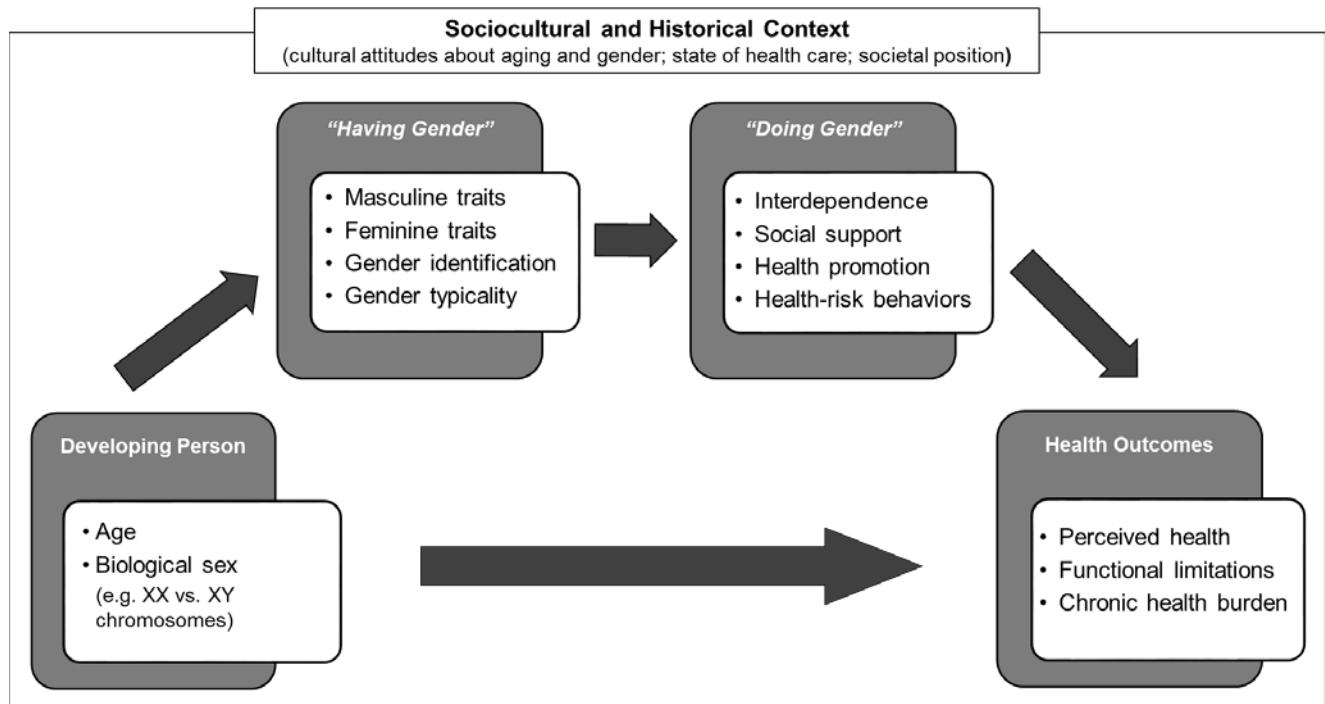 Sociocultural and Historical Context
(cultural attitudes about aging and gender; state of health care; societal position)
“Having Gender”
• Masculine traits
• Feminine traits
• Gender identification
• Gender typicality
“Doing Gender”
• Interdependence
• Social support
• Health promotion
• Health-risk behaviors
Developing Person
• Age
• Biological sex
(e.g. XX vs. XY
chromosomes)
Health Outcomes
• Perceived health
• Functional limitations
• Chronic health burden